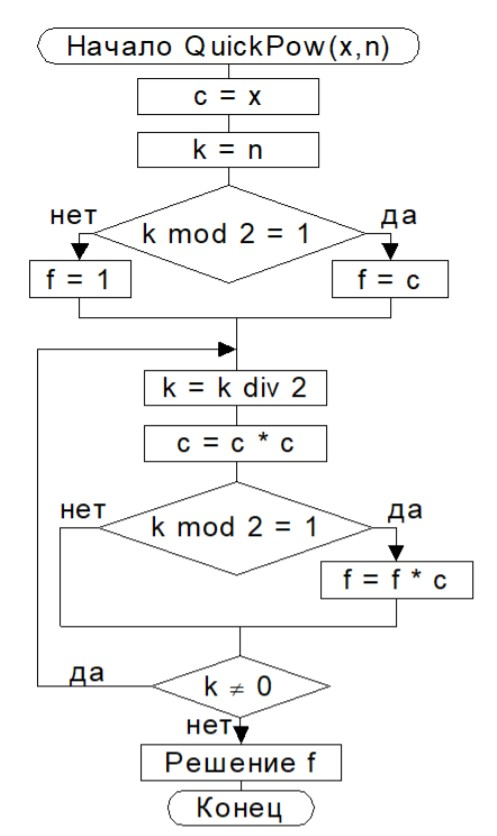 Начало QuickPow(x,n)
c = x
k = n
нет
да
k mod 2 = 1
f = 1
f = c
k = k div 2
c = c * c
нет
да
k mod 2 = 1
f = f * c
да
k ≠ 0
нет
Решение f
Конец